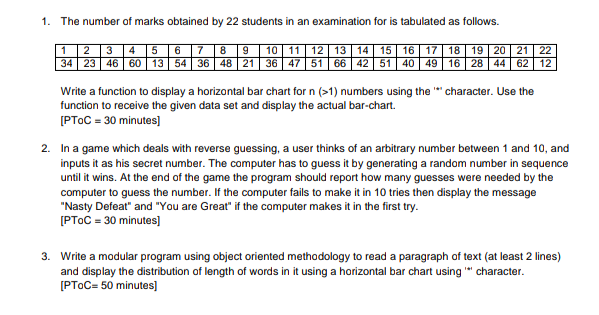 1. The number of marks obtained by 22 students in an examination for is tabulated as follows.
1 2 3 4 5 6 7 8 9 10 11 12 13 14 15 16 17 18 19 20 21 22
34 23 46 60 13 54 36 48 21 36 47 51 66 42 51 40 49 16 28 44 62 12
Write a function to display a horizontal bar chart for n (>1) numbers using the '*' character. Use the
function to receive the given data set and display the actual bar-chart.
[PToC = 30 minutes]
2. In a game which deals with reverse guessing, a user thinks of an arbitrary number between 1 and 10, and
inputs it as his secret number. The computer has to guess it by generating a random number in sequence
until it wins. At the end of the game the program should report how many guesses were needed by the
computer to guess the number. If the computer fails to make it in 10 tries then display the message
"Nasty Defeat" and "You are Great" if the computer makes it in the first try.
[PToC = 30 minutes]
3. Write a modular program using object oriented methodology to read a paragraph of text (at least 2 lines)
and display the distribution of length of words in it using a horizontal bar chart using '*' character.
[PToC= 50 minutes]